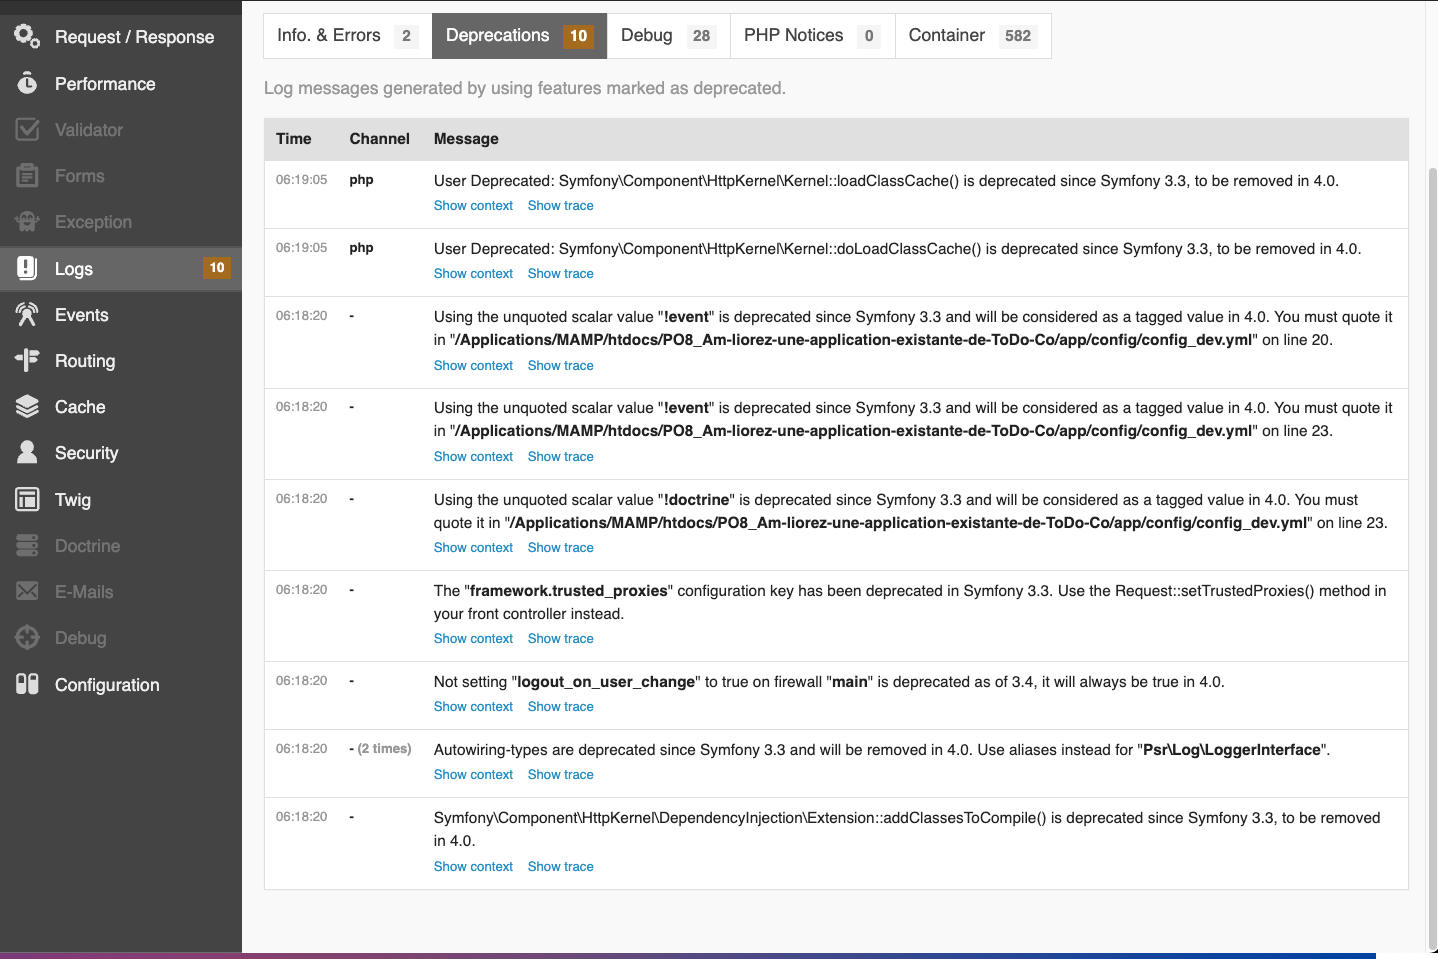 Request / Response
Performance
Validator
Forms
Exception
Logs 10
Events
Routing
Cache
Security
Twig
Doctrine
E-Mails
Debug
Configuration
Info. & Errors 2 Deprecations 10 Debug 28 PHP Notices 0 Container 582
Log messages generated by using features marked as deprecated.
Time Channel Message
06:19:05 php User Deprecated: Symfony\Component\HttpKernel\Kernel::loadClassCache() is deprecated since Symfony 3.3, to be removed in 4.0.
Show context Show trace
06:19:05 php User Deprecated: Symfony\Component\HttpKernel\Kernel::doLoadClassCache() is deprecated since Symfony 3.3, to be removed in 4.0.
Show context Show trace
06:18:20 - Using the unquoted scalar value "!event" is deprecated since Symfony 3.3 and will be considered as a tagged value in 4.0. You must quote it
in "/Applications/MAMP/htdocs/PO8_Am-liorez-une-application-existante-de-ToDo-Co/app/config/config_dev.yml" on line 20.
Show context Show trace
06:18:20 - Using the unquoted scalar value "!event" is deprecated since Symfony 3.3 and will be considered as a tagged value in 4.0. You must quote it
in "/Applications/MAMP/htdocs/PO8_Am-liorez-une-application-existante-de-ToDo-Co/app/config/config_dev.yml" on line 23.
Show context Show trace
06:18:20 - Using the unquoted scalar value "!doctrine" is deprecated since Symfony 3.3 and will be considered as a tagged value in 4.0. You must
quote it in "/Applications/MAMP/htdocs/PO8_Am-liorez-une-application-existante-de-ToDo-Co/app/config/config_dev.yml" on line 23.
Show context Show trace
06:18:20 - The "framework.trusted_proxies" configuration key has been deprecated in Symfony 3.3. Use the Request::setTrustedProxies() method in
your front controller instead.
Show context Show trace
06:18:20 - Not setting "logout_on_user_change" to true on firewall "main" is deprecated as of 3.4, it will always be true in 4.0.
Show context Show trace
06:18:20 - (2 times) Autowiring-types are deprecated since Symfony 3.3 and will be removed in 4.0. Use aliases instead for "Psr\Log\LoggerInterface".
Show context Show trace
06:18:20 - Symfony\Component\HttpKernel\DependencyInjection\Extension::addClassesToCompile() is deprecated since Symfony 3.3, to be removed
in 4.0.
Show context Show trace